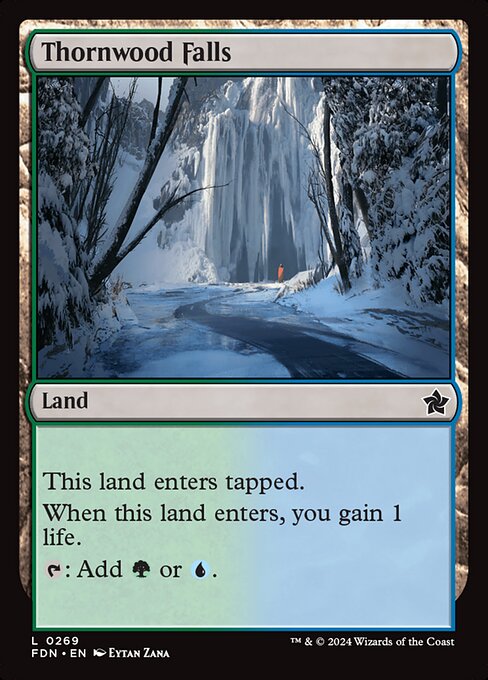 Thornwood Falls
Land
This land enters tapped.
When this land enters, you gain 1
life.
: Add or .
L 0269
FDN • EN Eytan Zana
™ & © 2024 Wizards of the Coast